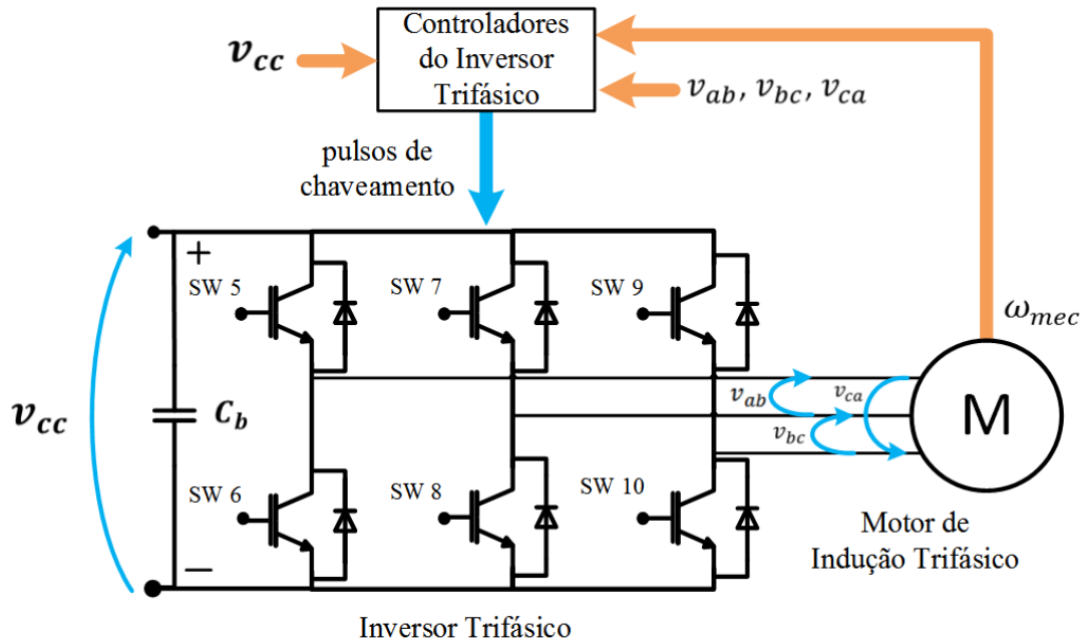 Controladores
do Inversor
Trifásico
v_cc
v_ab, v_bc, v_ca
pulsos de
chaveamento
+
SW 5
SW 7
SW 9
ω_mec
v_ab
v_ca
M
v_cc
C_b
v_bc
SW 6
SW 8
SW 10
Motor de
Indução Trifásico
−
Inversor Trifásico